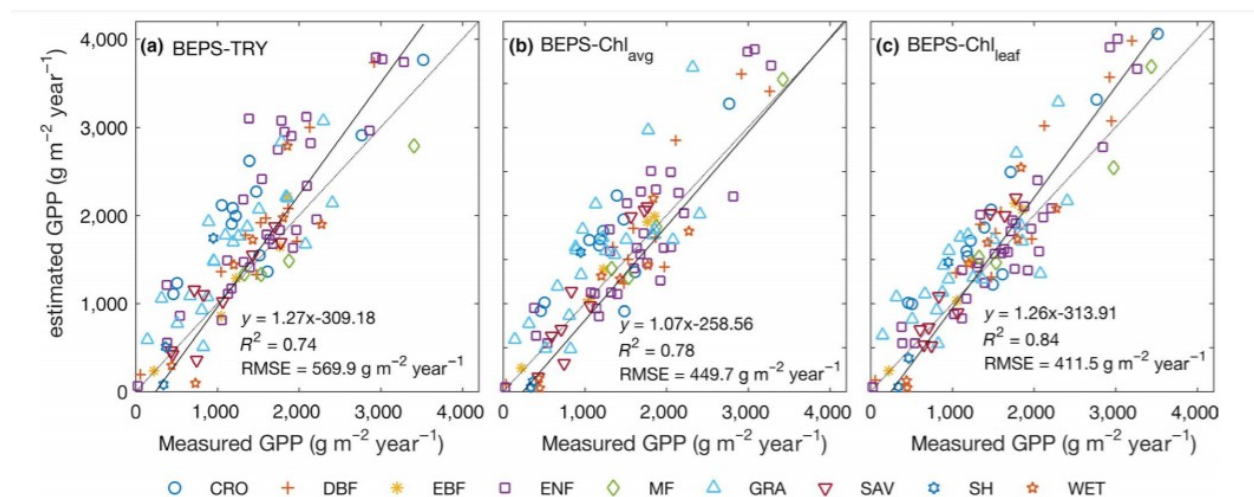 (a) BEPS-TRY
(b) BEPS-Chl_avg
(c) BEPS-Chl_leaf
estimated GPP (g m⁻² year⁻¹)
4,000
3,000
2,000
1,000
0
y = 1.27x-309.18
R² = 0.74
RMSE = 569.9 g m⁻² year⁻¹
y = 1.07x-258.56
R² = 0.78
RMSE = 449.7 g m⁻² year⁻¹
y = 1.26x-313.91
R² = 0.84
RMSE = 411.5 g m⁻² year⁻¹
0 1,000 2,000 3,000 4,000
0 1,000 2,000 3,000 4,000
0 1,000 2,000 3,000 4,000
Measured GPP (g m⁻² year⁻¹)
Measured GPP (g m⁻² year⁻¹)
Measured GPP (g m⁻² year⁻¹)
CRO DBF EBF ENF MF GRA SAV SH WET